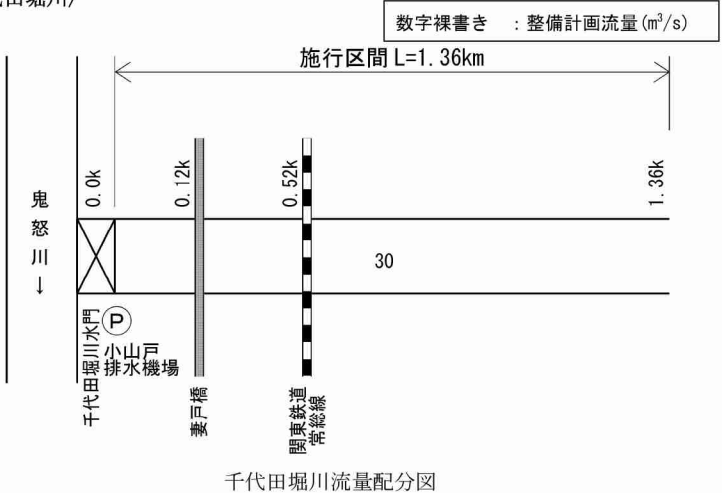 田堀川）
数字裸書き ：整備計画流量(m³/s)
施行区間 L=1.36km
0.0k
0.12k
0.52k
1.36k
鬼怒川↓
30
千代田堀川水門
P
小山戸
排水機場
妻戸橋
関東鉄道
常総線
千代田堀川流量配分図